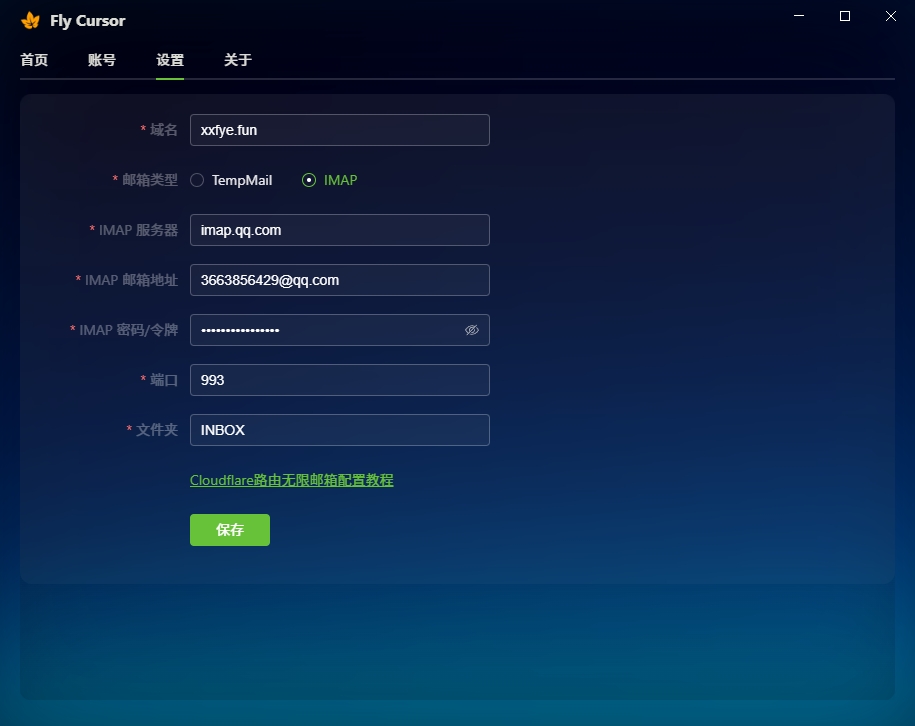 Fly Cursor
首页 账号 设置 关于
* 域名 xxfye.fun
* 邮箱类型 TempMail IMAP
* IMAP 服务器 imap.qq.com
* IMAP 邮箱地址 3663856429@qq.com
* IMAP 密码/令牌 ••••••••••••••••
* 端口 993
* 文件夹 INBOX
Cloudflare路由无限邮箱配置教程
保存